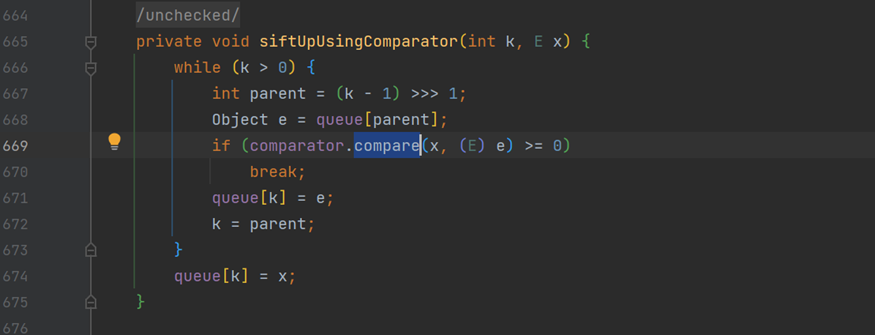 664 /unchecked/
665 private void siftUpUsingComparator(int k, E x) {
666 while (k > 0) {
667 int parent = (k - 1) >>> 1;
668 Object e = queue[parent];
669 if (comparator.compare(x, (E) e) >= 0)
670 break;
671 queue[k] = e;
672 k = parent;
673 }
674 queue[k] = x;
675 }
676